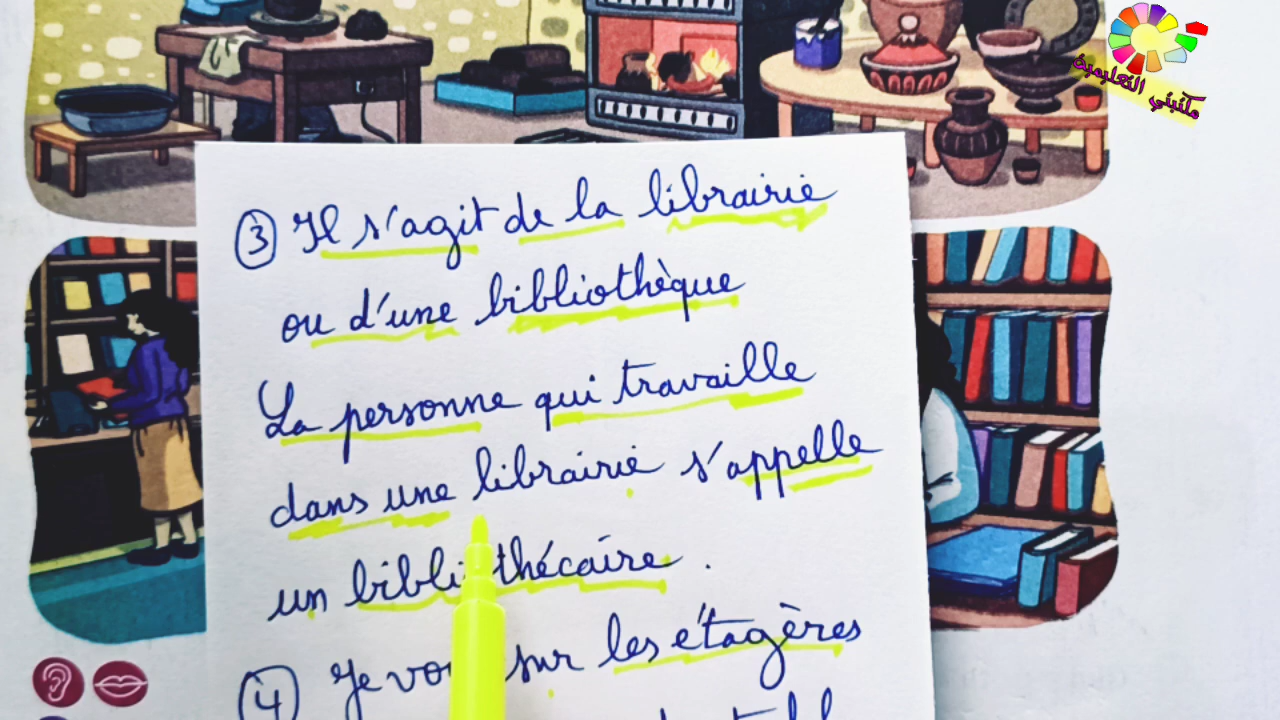 مكتبتي التعليمية
③ Il s'agit de la librairie
ou d'une bibliothèque
La personne qui travaille
dans une librairie s'appelle
un bibliothécaire .
④ Je vo sur les étagères